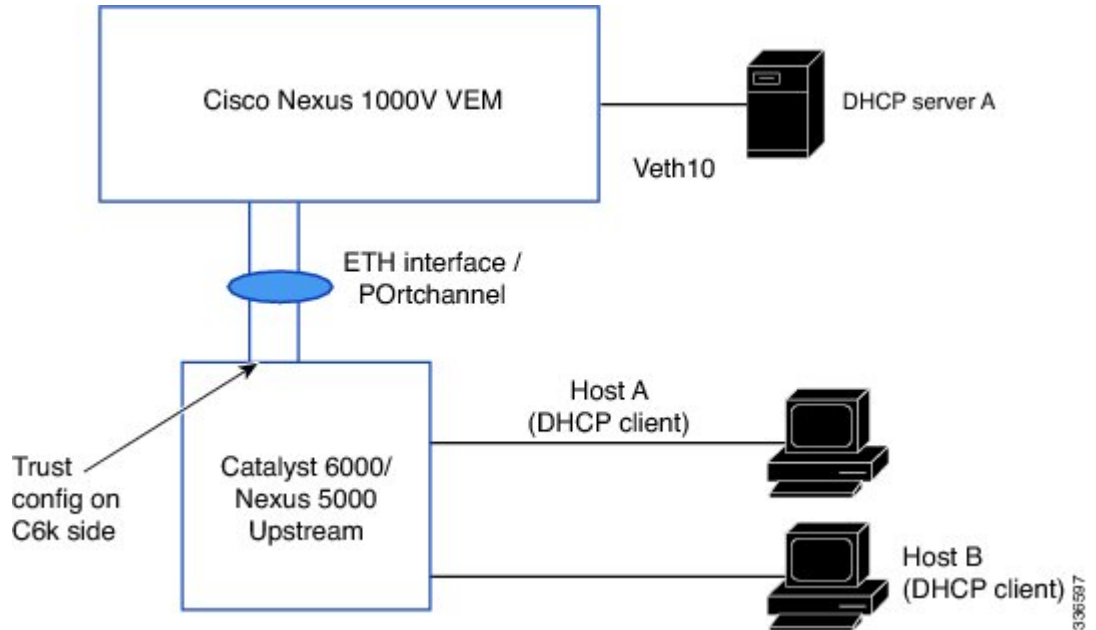 Cisco Nexus 1000V VEM
DHCP server A
Veth10
ETH interface /
POrtchannel
Host A
(DHCP client)
Trust
config on
C6k side
Catalyst 6000/
Nexus 5000
Upstream
Host B
(DHCP client)
336597